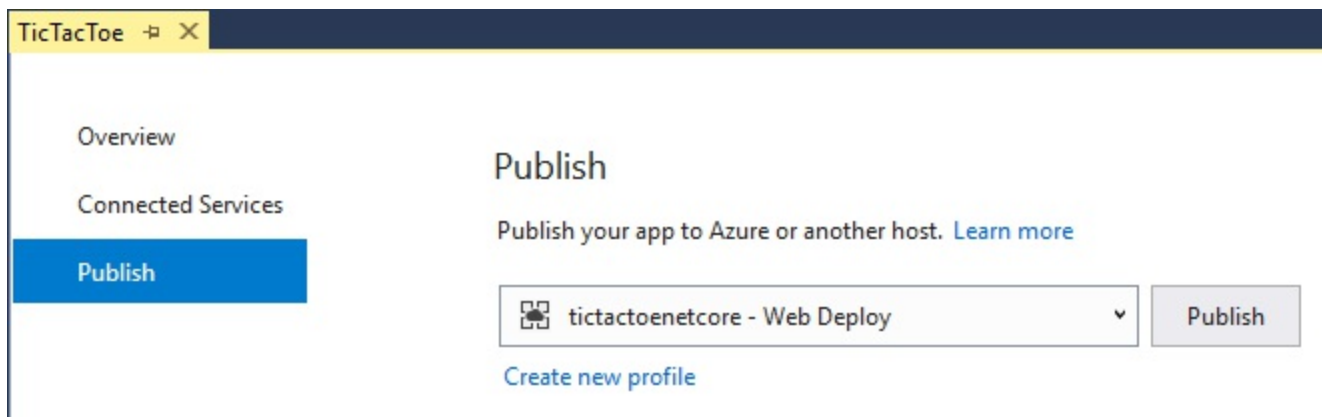 TicTacToe
Overview
Connected Services
Publish
Publish
Publish your app to Azure or another host. Learn more
tictactoenetcore - Web Deploy
Publish
Create new profile